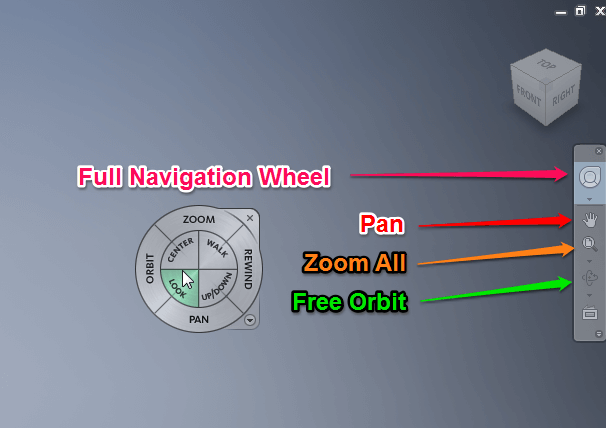 TOP
FRONT
RIGHT
Full Navigation Wheel
ZOOM
CENTER
WALK
ORBIT
REWIND
LOOK
UP/DOWN
PAN
Pan
Zoom All
Free Orbit